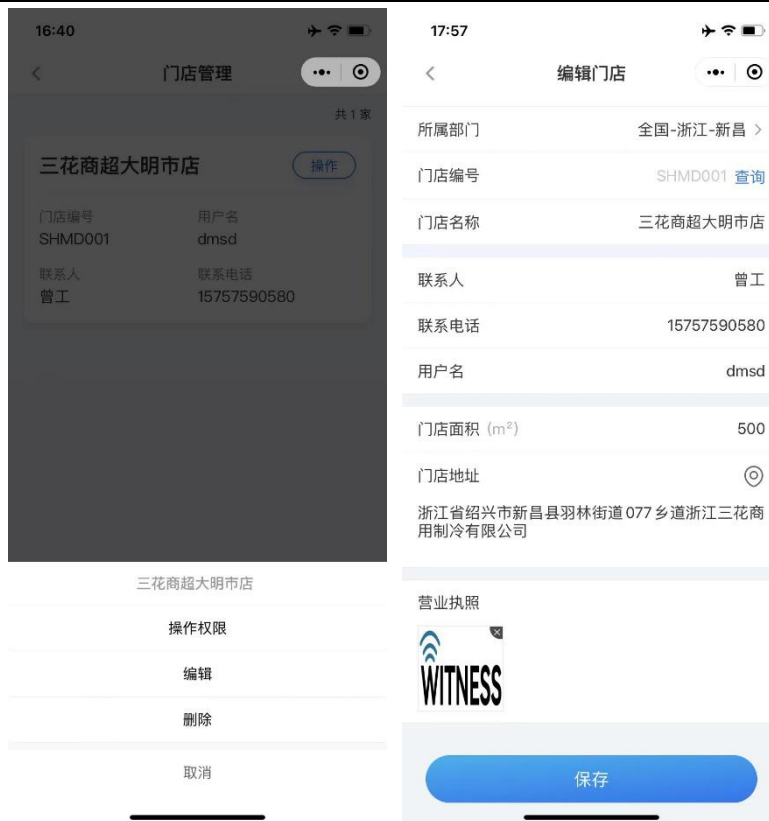 16:40
门店管理
共1家
三花商超大明市店
操作
门店编号
用户名
SHMD001
dmsd
联系人
联系电话
曾工
15757590580
三花商超大明市店
操作权限
编辑
删除
取消
17:57
编辑门店
所属部门
全国-浙江-新昌
门店编号
SHMD001 查询
门店名称
三花商超大明市店
联系人
曾工
联系电话
15757590580
用户名
dmsd
门店面积 (m²)
500
门店地址
浙江省绍兴市新昌县羽林街道077乡道浙江三花商
用制冷有限公司
营业执照
WITNESS
保存